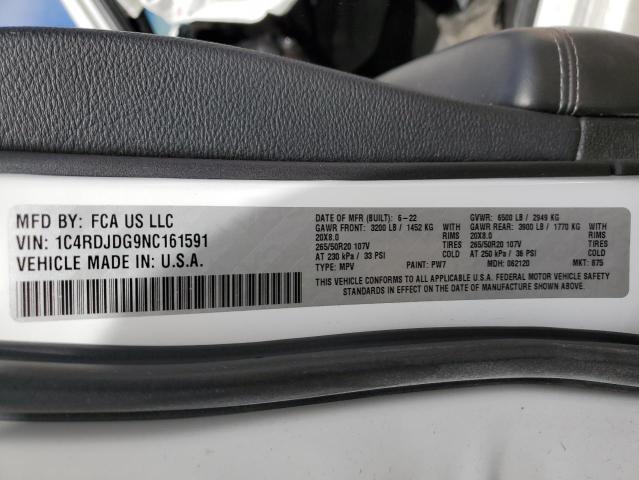 MFD BY: FCA US LLC
VIN: 1C4RDJDG9NC161591
VEHICLE MADE IN: U.S.A.
DATE OF MFR (BUILT): 6-22 GVWR: 6500 LB / 2949 KG
GAWR FRONT: 3200 LB / 1452 KG GAWR REAR: 3900 LB / 1770 KG
20X8.0 RIMS 20X8.0 RIMS
265/50R20 107V TIRES 265/50R20 107V TIRES
AT 230 kPa / 33 PSI COLD AT 250 kPa / 36 PSI COLD
TYPE: MPV PAINT: PW7 MDH: 062120 MKT: 875
THIS VEHICLE CONFORMS TO ALL APPLICABLE U.S.A. FEDERAL MOTOR VEHICLE SAFETY
STANDARDS IN EFFECT ON THE DATE OF MANUFACTURE SHOWN ABOVE.